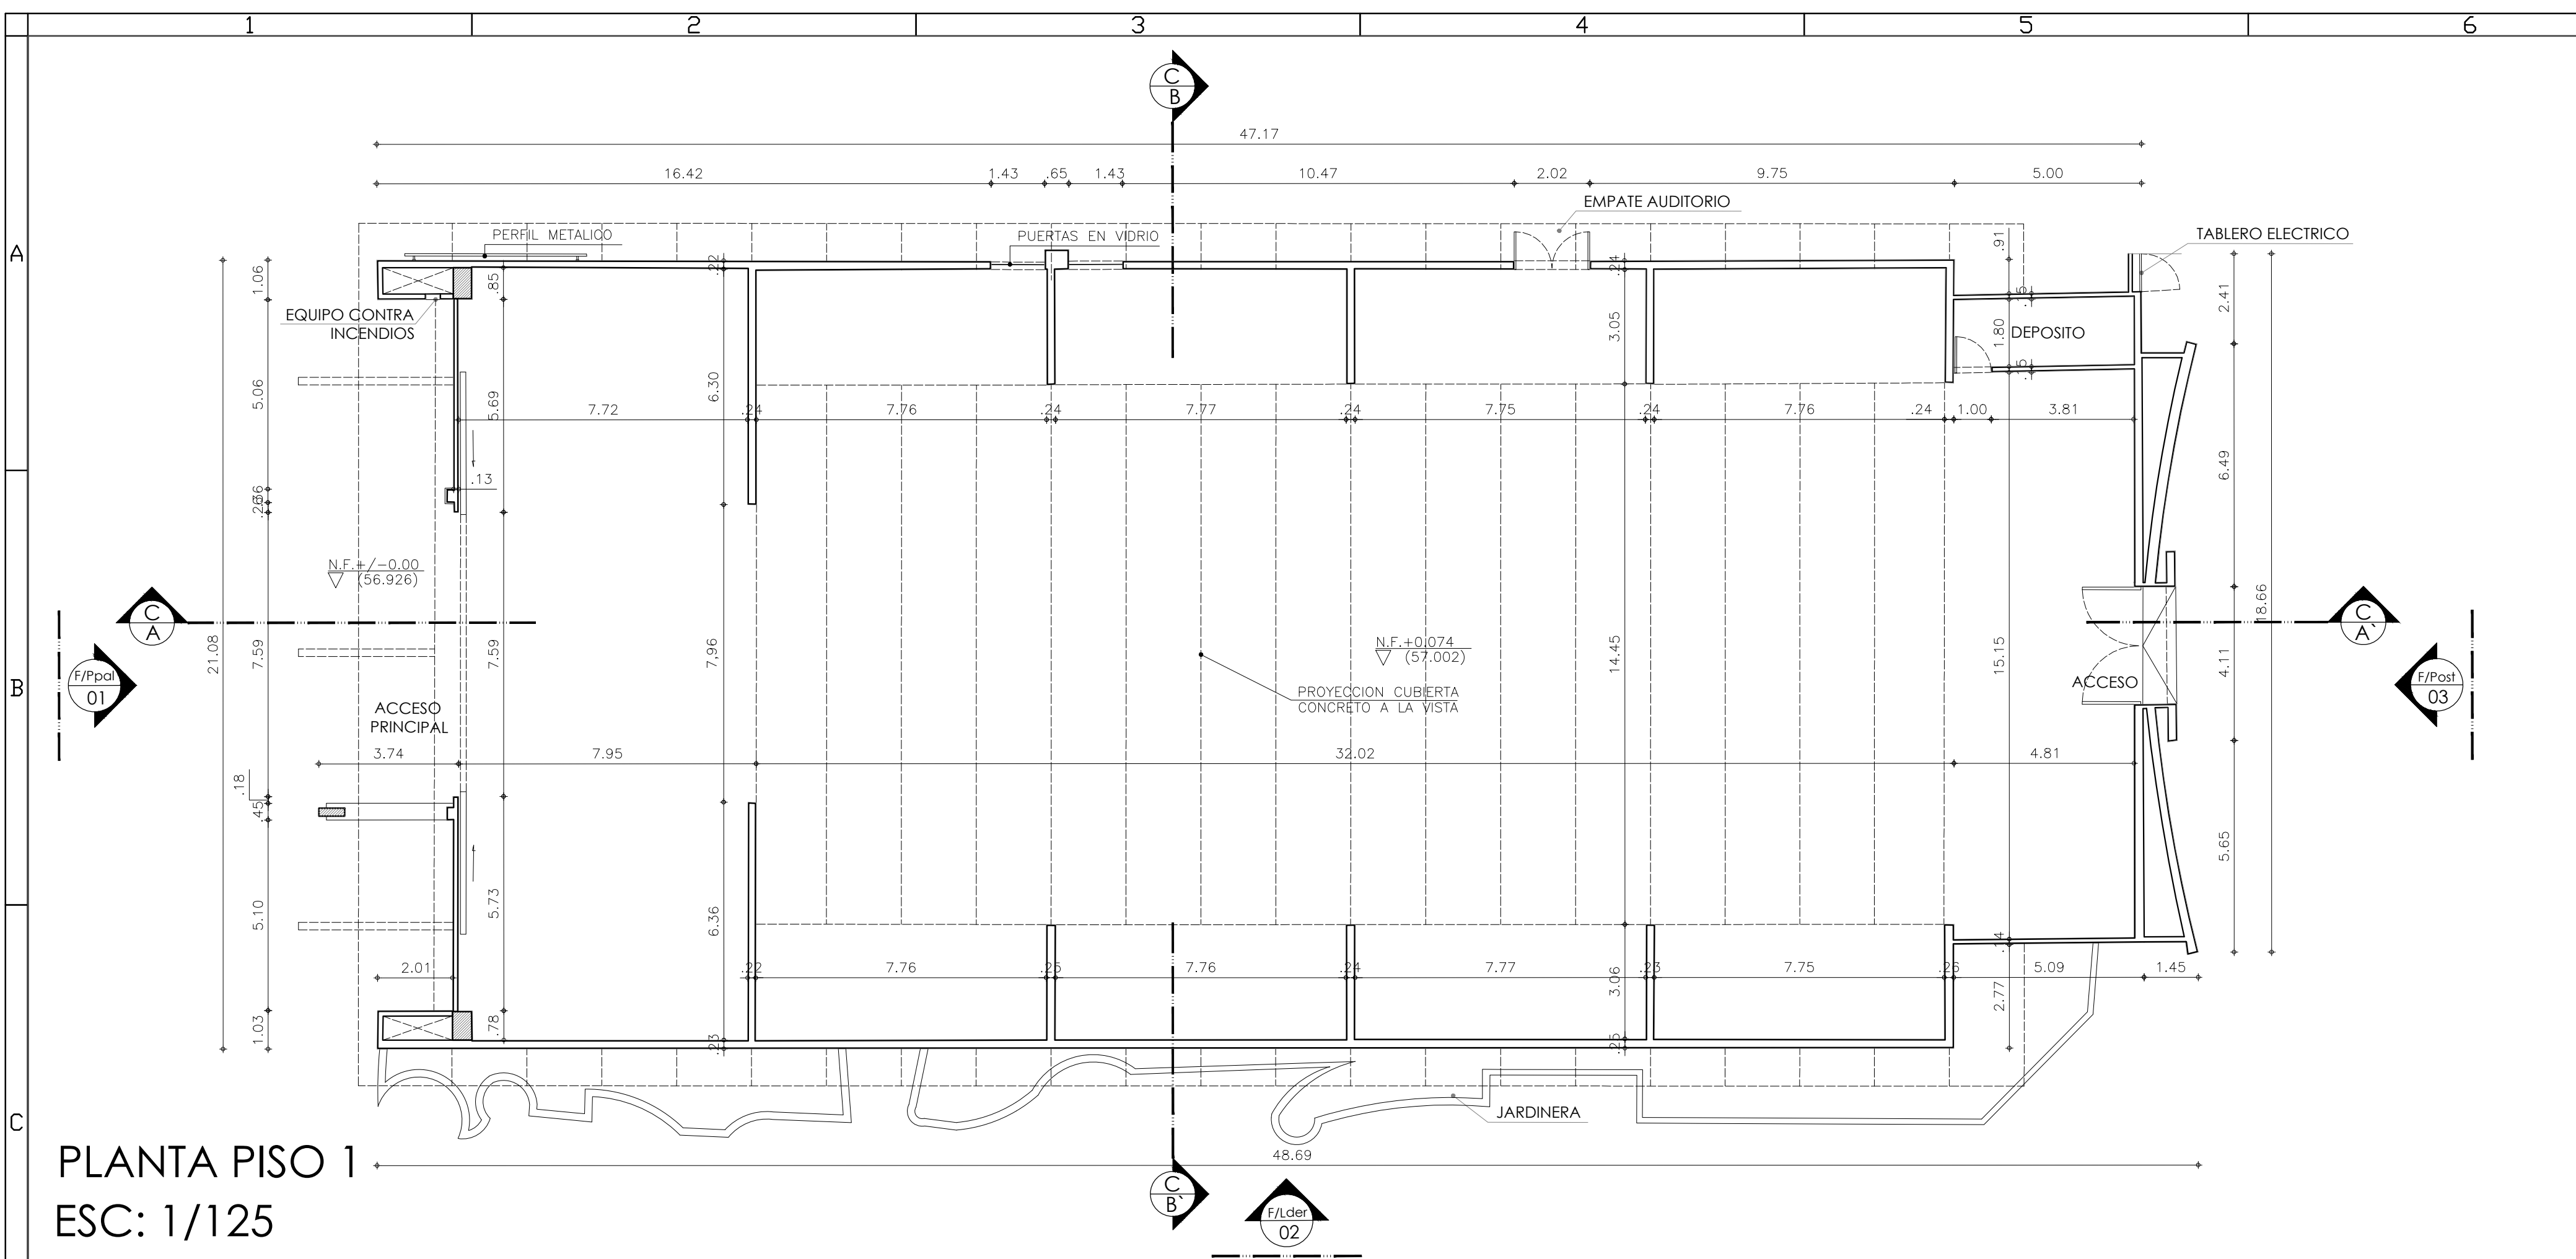 1 2 3 4 5 6
C
B
47.17
16.42 1.43 .65 1.43 10.47 2.02 9.75 5.00
EMPATE AUDITORIO
PERFIL METALICO
PUERTAS EN VIDRIO
.91
TABLERO ELECTRICO
A
.22
.24
1.06
.85
EQUIPO CONTRA
INCENDIOS
2.41
3.05
1.80
DEPOSITO
5.06
5.69
6.30
7.72 .24 7.76 .24 7.77 .24 7.75 .24 7.76 .24 1.00 3.81
6.49
.13
N.F.+/-0.00
(56.926)
C
A
C
A`
18.66
21.08
7.59
7.59
7,96
14.45
15.15
4.11
N.F.+0.074
(57.002)
B
F/Ppal
01
F/Post
03
ACCESO
PROYECCION CUBIERTA
CONCRETO A LA VISTA
ACCESO
PRINCIPAL
3.74 7.95 32.02 4.81
.18
.45
5.65
5.10
5.73
6.36
.14
2.01 .22 7.76 .25 7.76 .24 7.77 .23 7.75 .26 5.09 1.45
3.06
2.77
1.03
.78
.23
.25
C
JARDINERA
PLANTA PISO 1
48.69
C
B`
F/Lder
02
ESC: 1/125